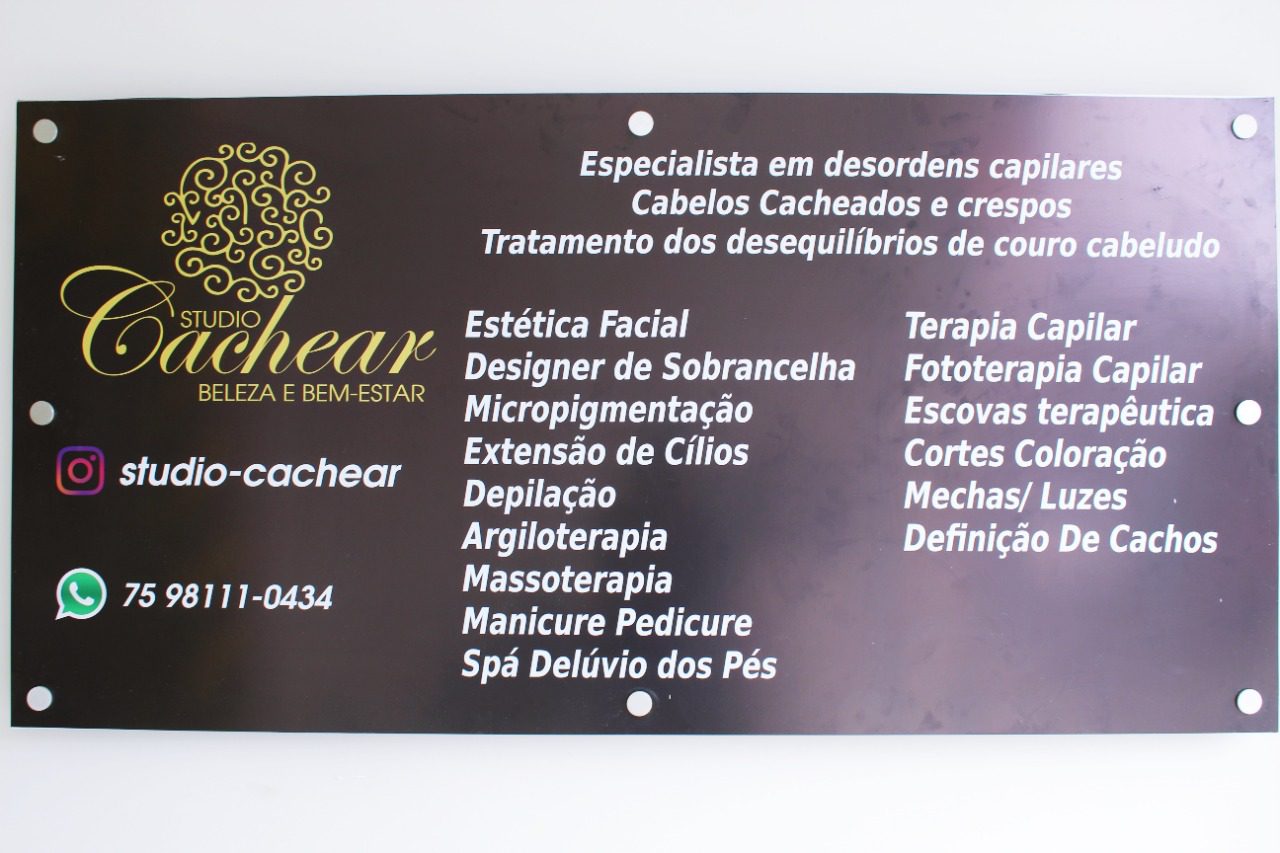 STUDIO
Cachear
BELEZA E BEM-ESTAR
studio-cachear
75 98111-0434
Especialista em desordens capilares
Cabelos Cacheados e crespos
Tratamento dos desequilíbrios de couro cabeludo
Estética Facial
Designer de Sobrancelha
Micropigmentação
Extensão de Cílios
Depilação
Argiloterapia
Massoterapia
Manicure Pedicure
Spá Delúvio dos Pés
Terapia Capilar
Fototerapia Capilar
Escovas terapêutica
Cortes Coloração
Mechas/ Luzes
Definição De Cachos